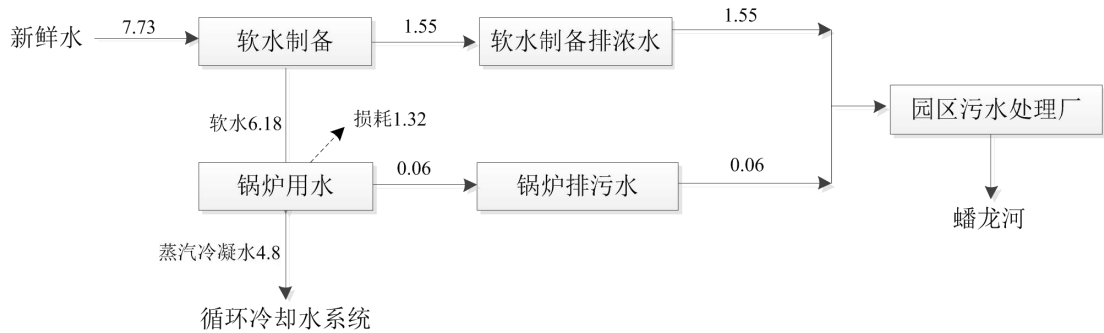 新鲜水
7.73
软水制备
1.55
软水制备排浓水
1.55
园区污水处理厂
软水6.18
损耗1.32
锅炉用水
0.06
锅炉排污水
0.06
蟠龙河
蒸汽冷凝水4.8
循环冷却水系统